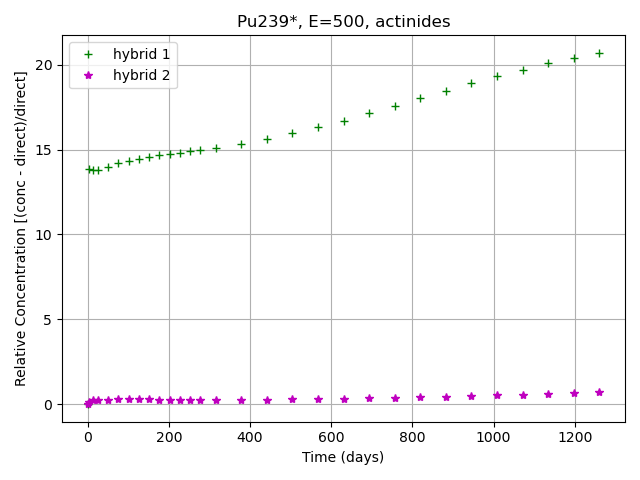 Pu239*, E=500, actinides
hybrid 1
hybrid 2
Relative Concentration [(conc - direct)/direct]
20
15
10
5
0
0 200 400 600 800 1000 1200
Time (days)